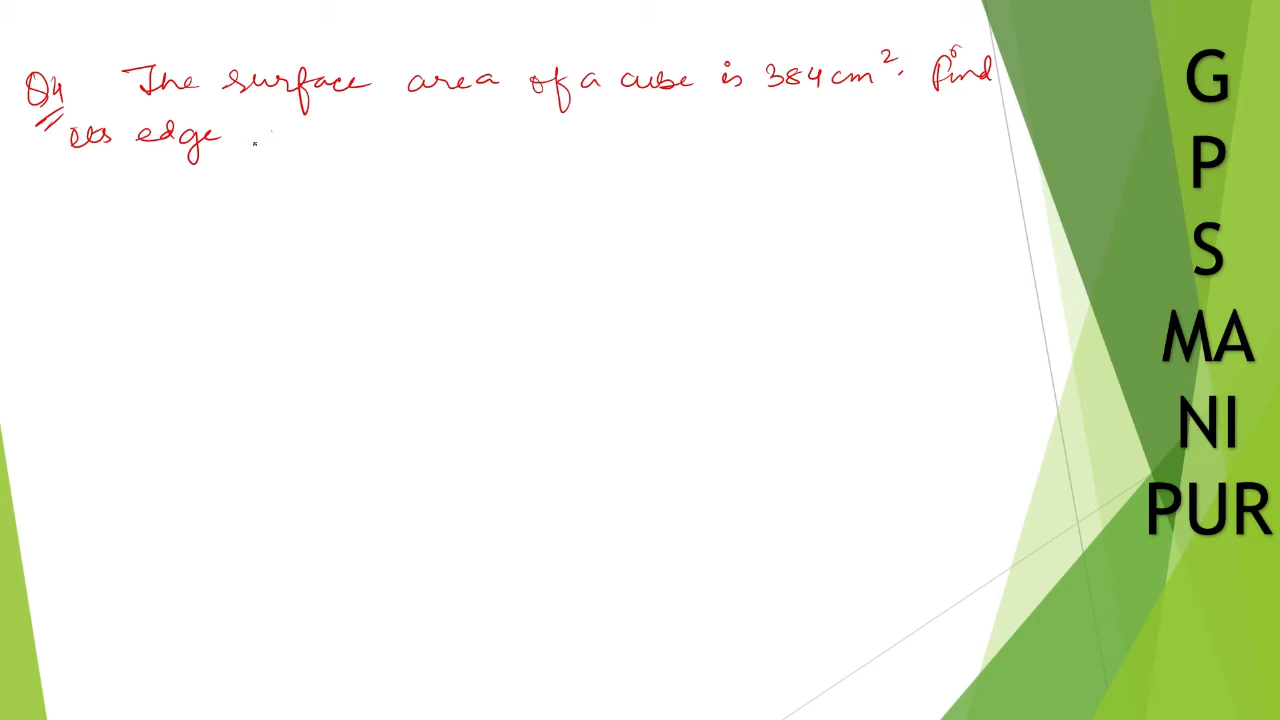 Q4 The surface area of a cube is 384 cm². Find
its edge.
G
P
S
MA
NI
PUR